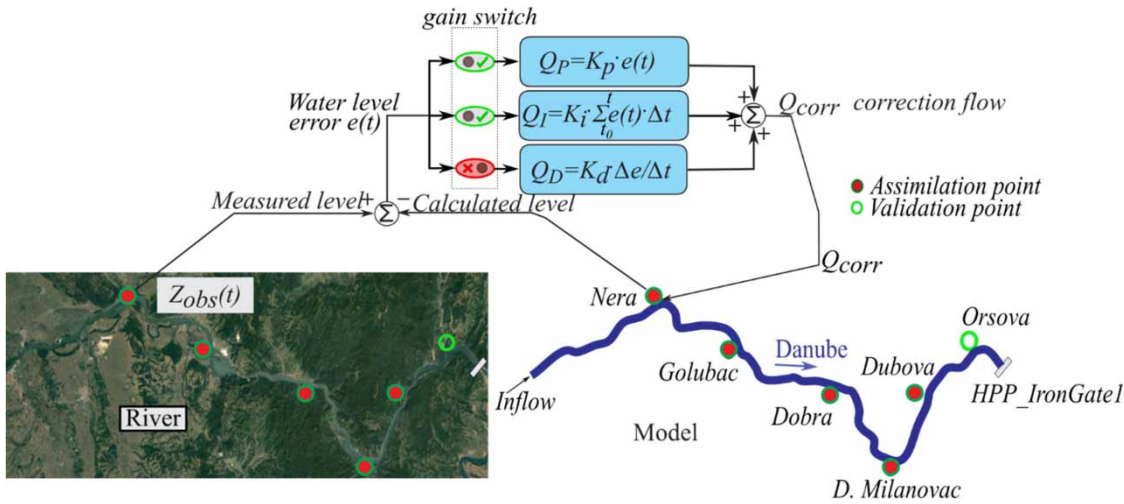 gain switch
Q_P=K_p·e(t)
Water level
error e(t)
Q_I=K_i·Σe(t)·Δt
t
t_0
Q_D=K_d·Δe/Δt
+
+
+
Σ
Q_corr correction flow
Measured level
+
Σ
−
Calculated level
Assimilation point
Validation point
Q_corr
Z_obs(t)
Nera
Orsova
Golubac
Danube
Dubova
River
Inflow
Dobra
HPP_IronGate1
Model
D. Milanovac